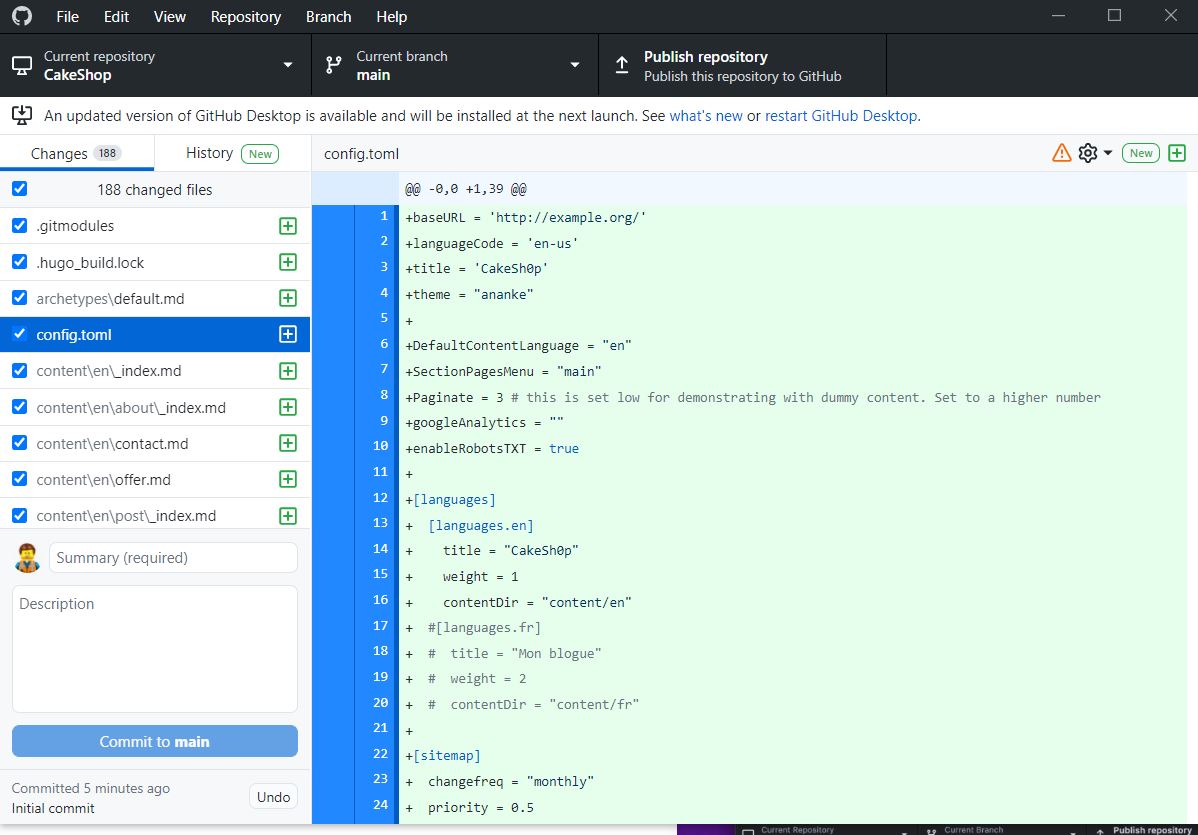 File Edit View Repository Branch Help
Current repository
CakeShop
Current branch
main
Publish repository
Publish this repository to GitHub
An updated version of GitHub Desktop is available and will be installed at the next launch. See what's new or restart GitHub Desktop.
Changes 188 History New
config.toml New
188 changed files
.gitmodules
.hugo_build.lock
archetypes\default.md
config.toml
content\en\_index.md
content\en\about\_index.md
content\en\contact.md
content\en\offer.md
content\en\post\_index.md
Summary (required)
Description
Commit to main
Committed 5 minutes ago
Initial commit
Undo
@@ -0,0 +1,39 @@
1 +baseURL = 'http://example.org/'
2 +languageCode = 'en-us'
3 +title = 'CakeSh0p'
4 +theme = "ananke"
5 +
6 +DefaultContentLanguage = "en"
7 +SectionPagesMenu = "main"
8 +Paginate = 3 # this is set low for demonstrating with dummy content. Set to a higher number
9 +googleAnalytics = ""
10 +enableRobotsTXT = true
11 +
12 +[languages]
13 +  [languages.en]
14 +    title = "CakeSh0p"
15 +    weight = 1
16 +    contentDir = "content/en"
17 +  #[languages.fr]
18 +  #  title = "Mon blogue"
19 +  #  weight = 2
20 +  #  contentDir = "content/fr"
21 +
22 +[sitemap]
23 +  changefreq = "monthly"
24 +  priority = 0.5
Current Repository Current Branch Publish repository